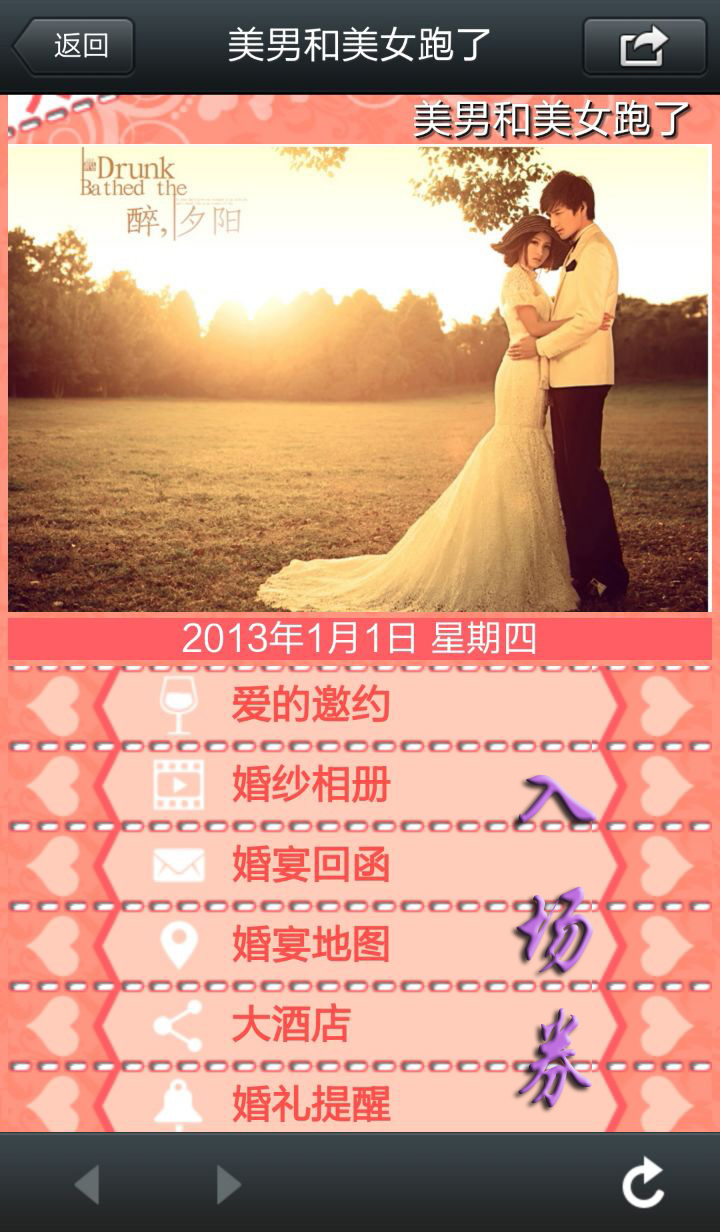 返回
美男和美女跑了
美男和美女跑了
Drunk
Bathed the
醉,夕阳
2013年1月1日 星期四
爱的邀约
婚纱相册
婚宴回函
婚宴地图
大酒店
婚礼提醒
入
场
券